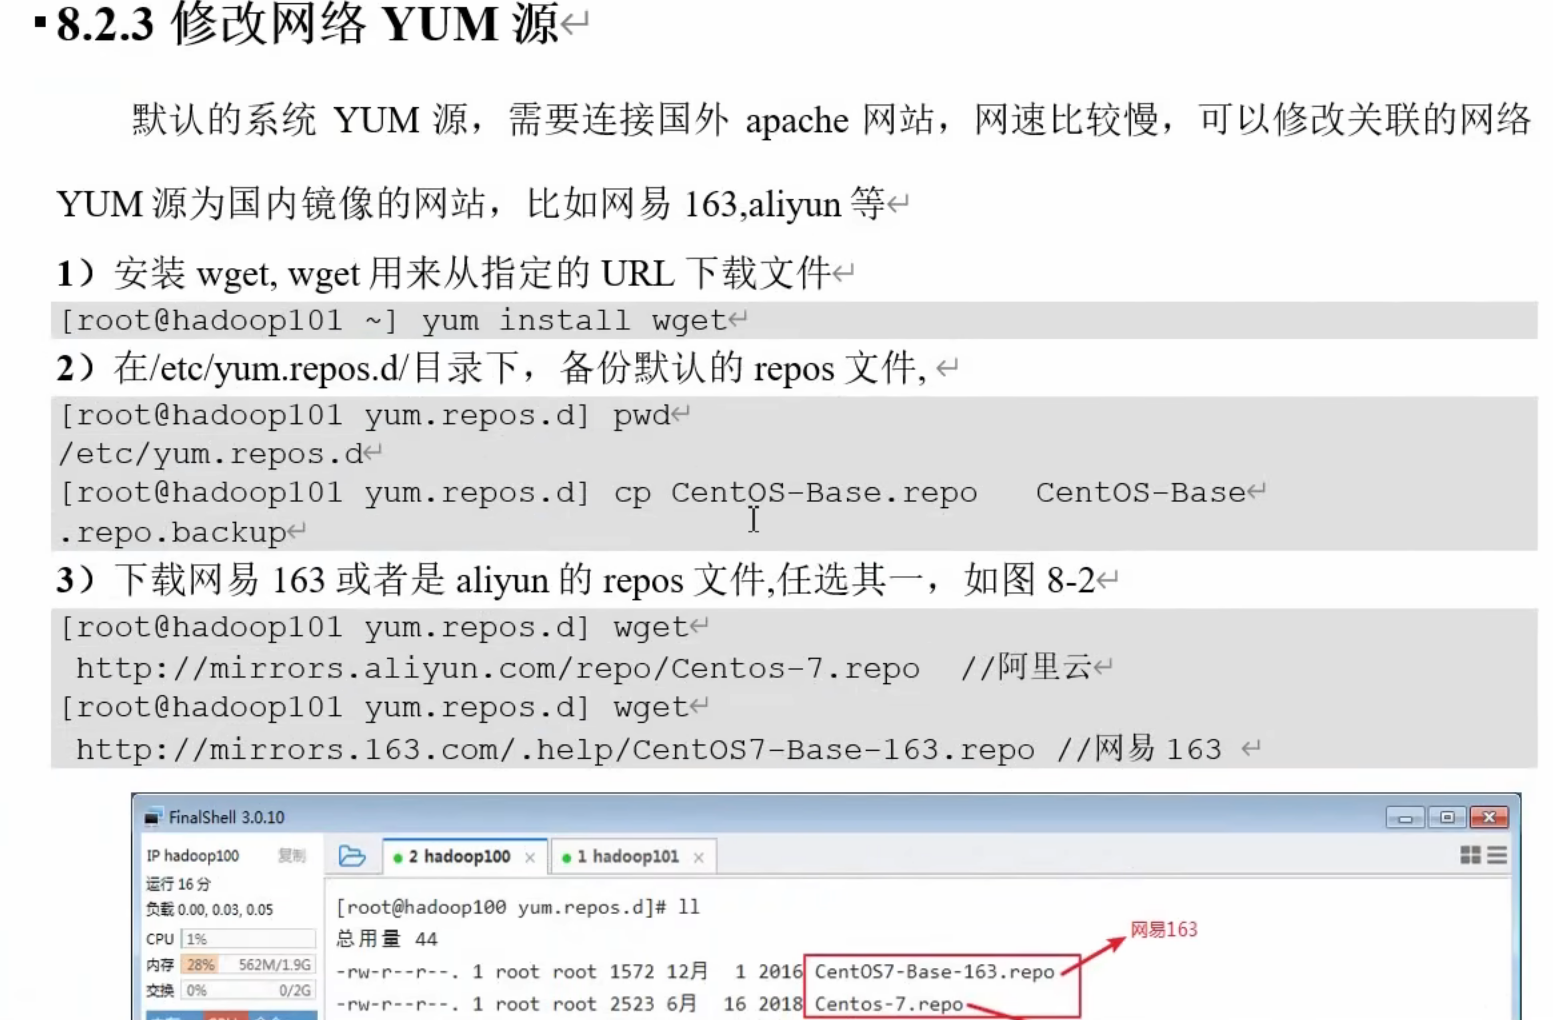 ▪8.2.3 修改网络 YUM 源↵
默认的系统 YUM 源，需要连接国外 apache 网站，网速比较慢，可以修改关联的网络
YUM 源为国内镜像的网站，比如网易 163,aliyun 等↵
1）安装 wget, wget 用来从指定的 URL 下载文件↵
[root@hadoop101 ~] yum install wget↵
2）在/etc/yum.repos.d/目录下，备份默认的 repos 文件, ↵
[root@hadoop101 yum.repos.d] pwd↵
/etc/yum.repos.d↵
[root@hadoop101 yum.repos.d] cp CentOS-Base.repo   CentOS-Base↵
.repo.backup↵
3）下载网易 163 或者是 aliyun 的 repos 文件,任选其一，如图 8-2↵
[root@hadoop101 yum.repos.d] wget↵
http://mirrors.aliyun.com/repo/Centos-7.repo  //阿里云↵
[root@hadoop101 yum.repos.d] wget↵
http://mirrors.163.com/.help/CentOS7-Base-163.repo //网易 163 ↵
FinalShell 3.0.10
IP hadoop100 复制
2 hadoop100 × 1 hadoop101 ×
运行 16 分
负载 0.00, 0.03, 0.05
CPU 1%
内存 28% 562M/1.9G
交换 0% 0/2G
[root@hadoop100 yum.repos.d]# ll
总用量 44
网易163
-rw-r--r--. 1 root root 1572 12月  1 2016 CentOS7-Base-163.repo
-rw-r--r--. 1 root root 2523 6月  16 2018 Centos-7.repo